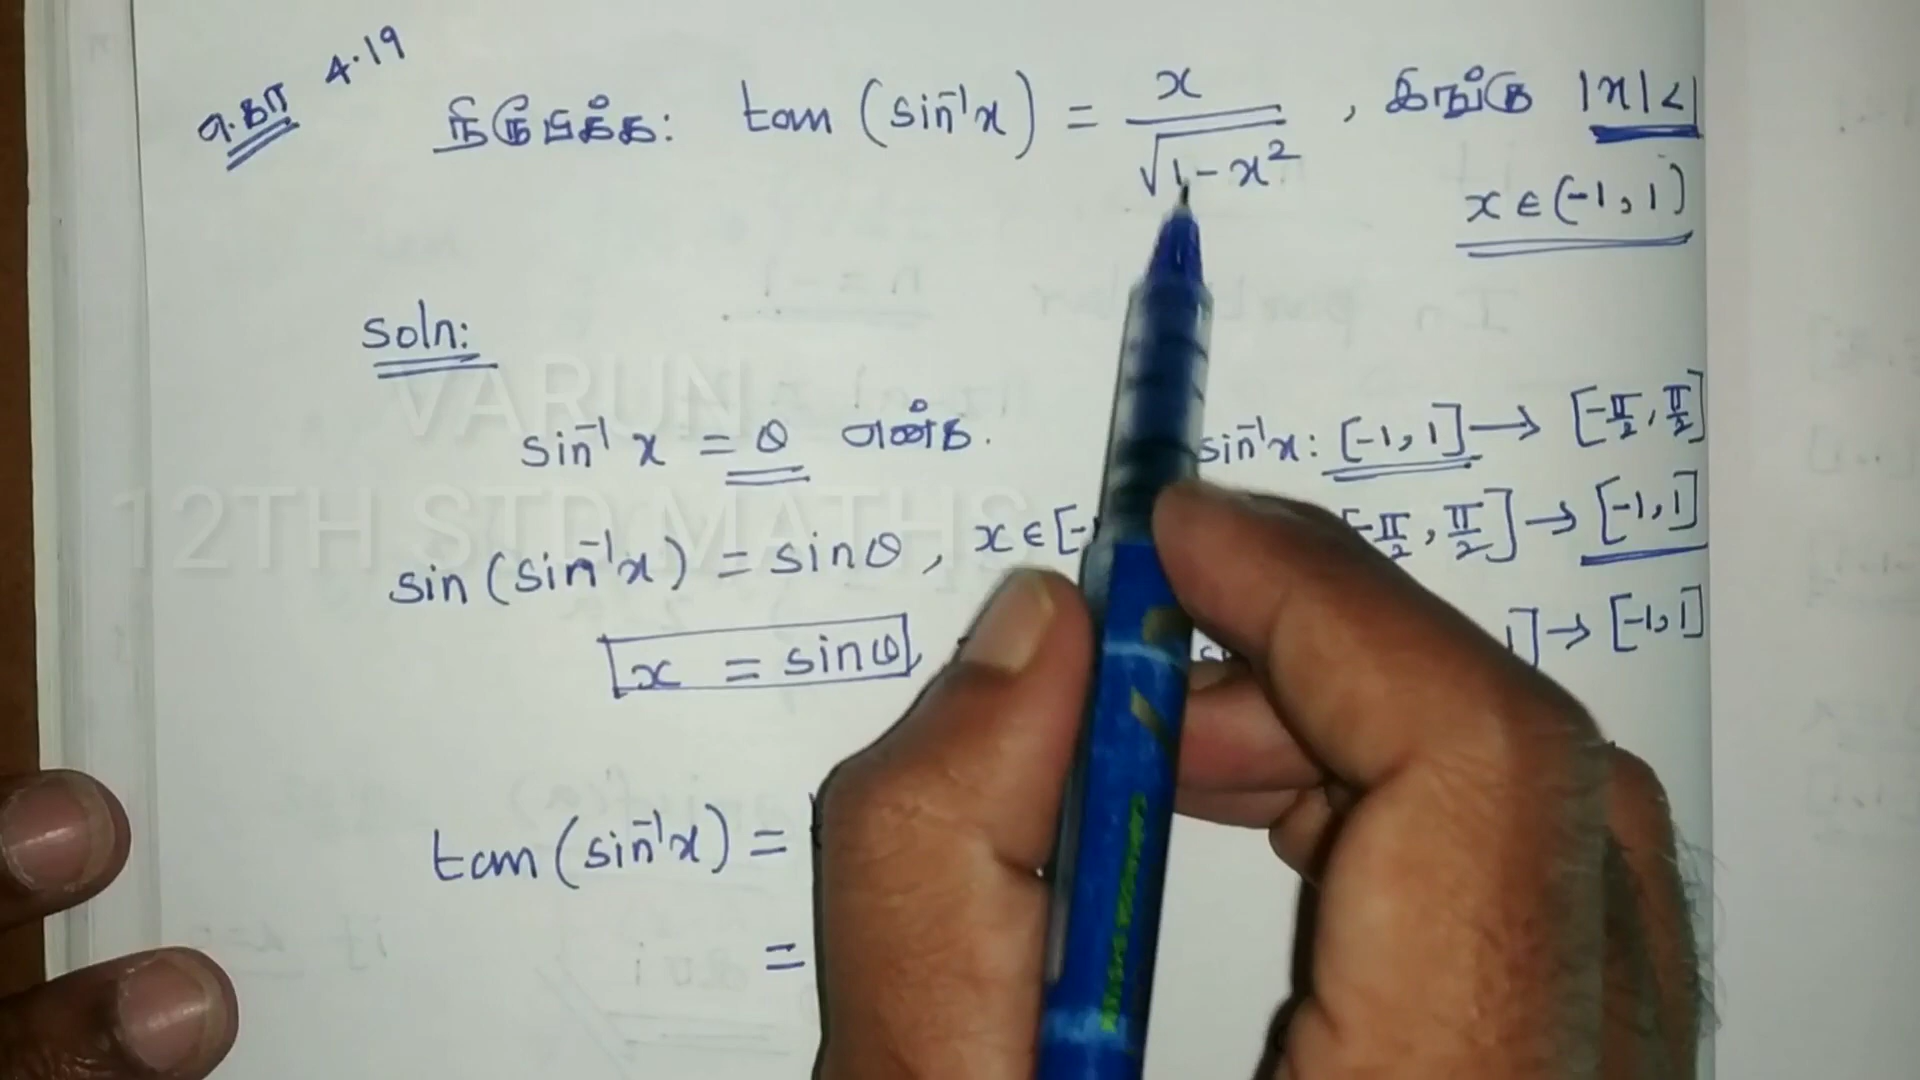 எ.கா 4.19
நிரூபிக்க: tan (sin⁻¹x) = x/√(1-x²) , இங்கு |x|<1
x ∈ (-1, 1)
Soln:
sin⁻¹ x = θ என்க. sin⁻¹x: [-1, 1] → [-π/2, π/2]
sin (sin⁻¹x) = sinθ, x ∈ [- -π/2, π/2] → [-1, 1]
x = sinθ, 1] → [-1, 1]
tan (sin⁻¹x) =
=
VARUN
12TH STD MATHS